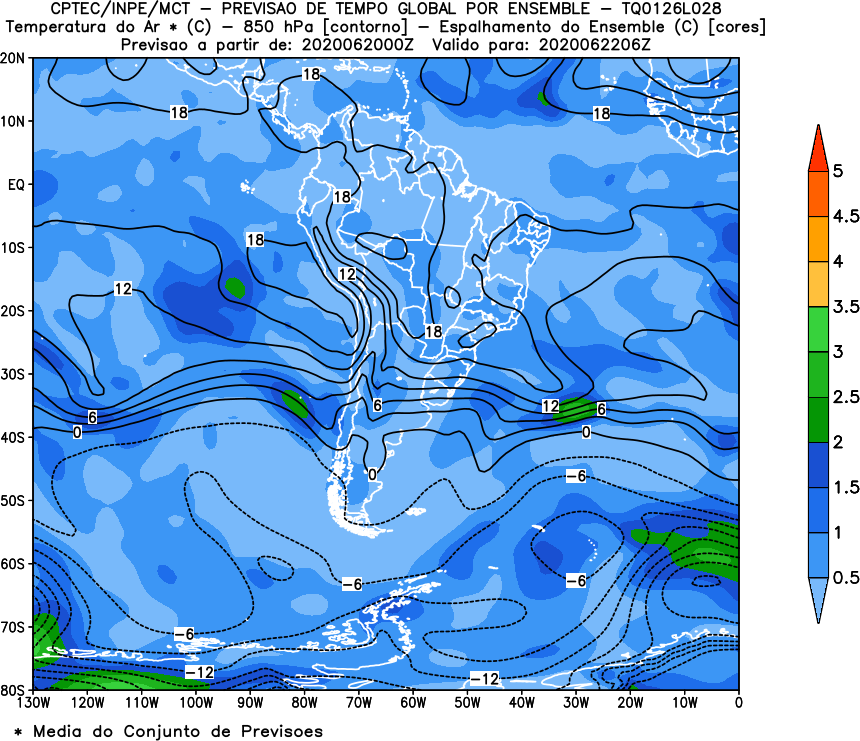 CPTEC/INPE/MCT - PREVISAO DE TEMPO GLOBAL POR ENSEMBLE - TQ0126L028
Temperatura do Ar * (C) - 850 hPa [contorno] - Espalhamento do Ensemble (C) [cores]
Previsao a partir de: 2020062000Z Valido para: 2020062206Z
20N
18
18
18
10N
EQ
18
18
10S
12
12
20S
18
30S
6
12
6
6
0
0
40S
0
-6
50S
60S
-6
-6
-6
70S
-12
-12
80S
130W 120W 110W 100W 90W 80W 70W 60W 50W 40W 30W 20W 10W 0
5
4.5
4
3.5
3
2.5
2
1.5
1
0.5
* Media do Conjunto de Previsoes